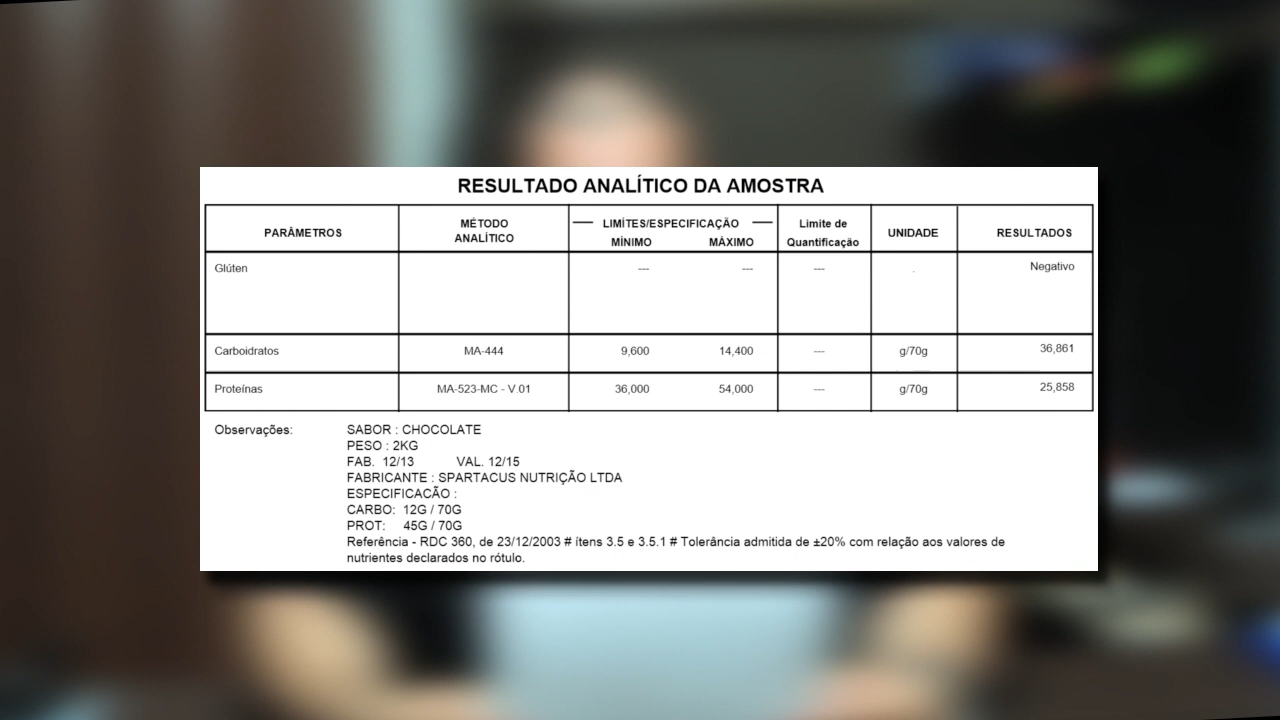 RESULTADO ANALÍTICO DA AMOSTRA
PARÂMETROS
MÉTODO
ANALÍTICO
LIMÍTES/ESPECIFICAÇÃO
MÍNIMO MÁXIMO
Limite de
Quantificação
UNIDADE
RESULTADOS
Glúten --- --- --- . Negativo
Carboidratos MA-444 9,600 14,400 --- g/70g 36,861
Proteínas MA-523-MC - V.01 36,000 54,000 --- g/70g 25,858
Observações: SABOR : CHOCOLATE
PESO : 2KG
FAB. 12/13 VAL. 12/15
FABRICANTE : SPARTACUS NUTRIÇÃO LTDA
ESPECIFICACÃO :
CARBO: 12G / 70G
PROT: 45G / 70G
Referência - RDC 360, de 23/12/2003 # ítens 3.5 e 3.5.1 # Tolerância admitida de ±20% com relação aos valores de
nutrientes declarados no rótulo.